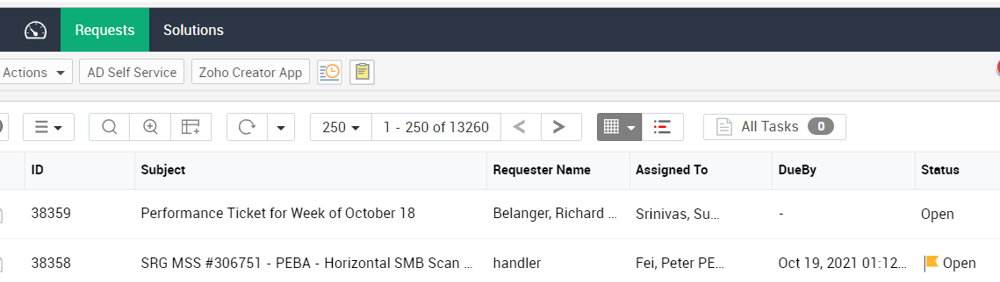 Requests Solutions
Actions AD Self Service Zoho Creator App
250 1 - 250 of 13260 All Tasks 0
ID Subject Requester Name Assigned To DueBy Status
38359 Performance Ticket for Week of October 18 Belanger, Richard ... Srinivas, Su... - Open
38358 SRG MSS #306751 - PEBA - Horizontal SMB Scan ... handler Fei, Peter PE... Oct 19, 2021 01:12... Open